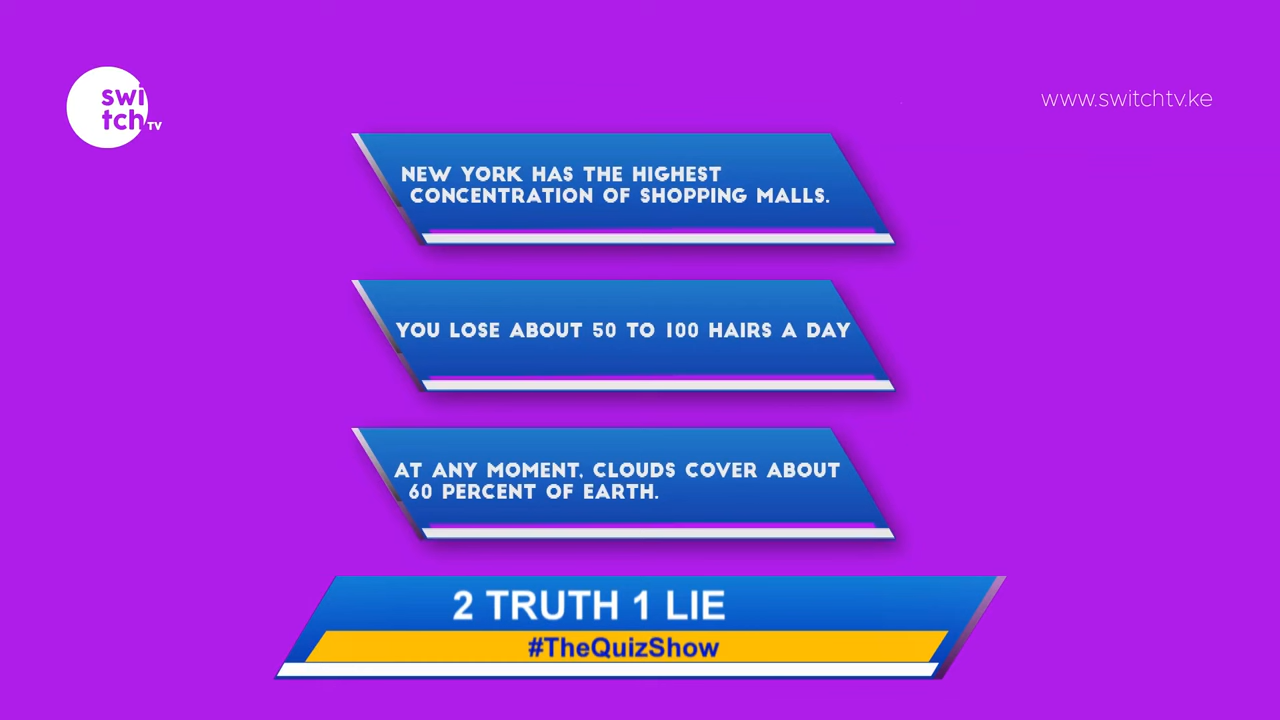 swi
tch TV
www.switchtv.ke
NEW YORK HAS THE HIGHEST
CONCENTRATION OF SHOPPING MALLS.
YOU LOSE ABOUT 50 TO 100 HAIRS A DAY
AT ANY MOMENT, CLOUDS COVER ABOUT
60 PERCENT OF EARTH.
2 TRUTH 1 LIE
#TheQuizShow